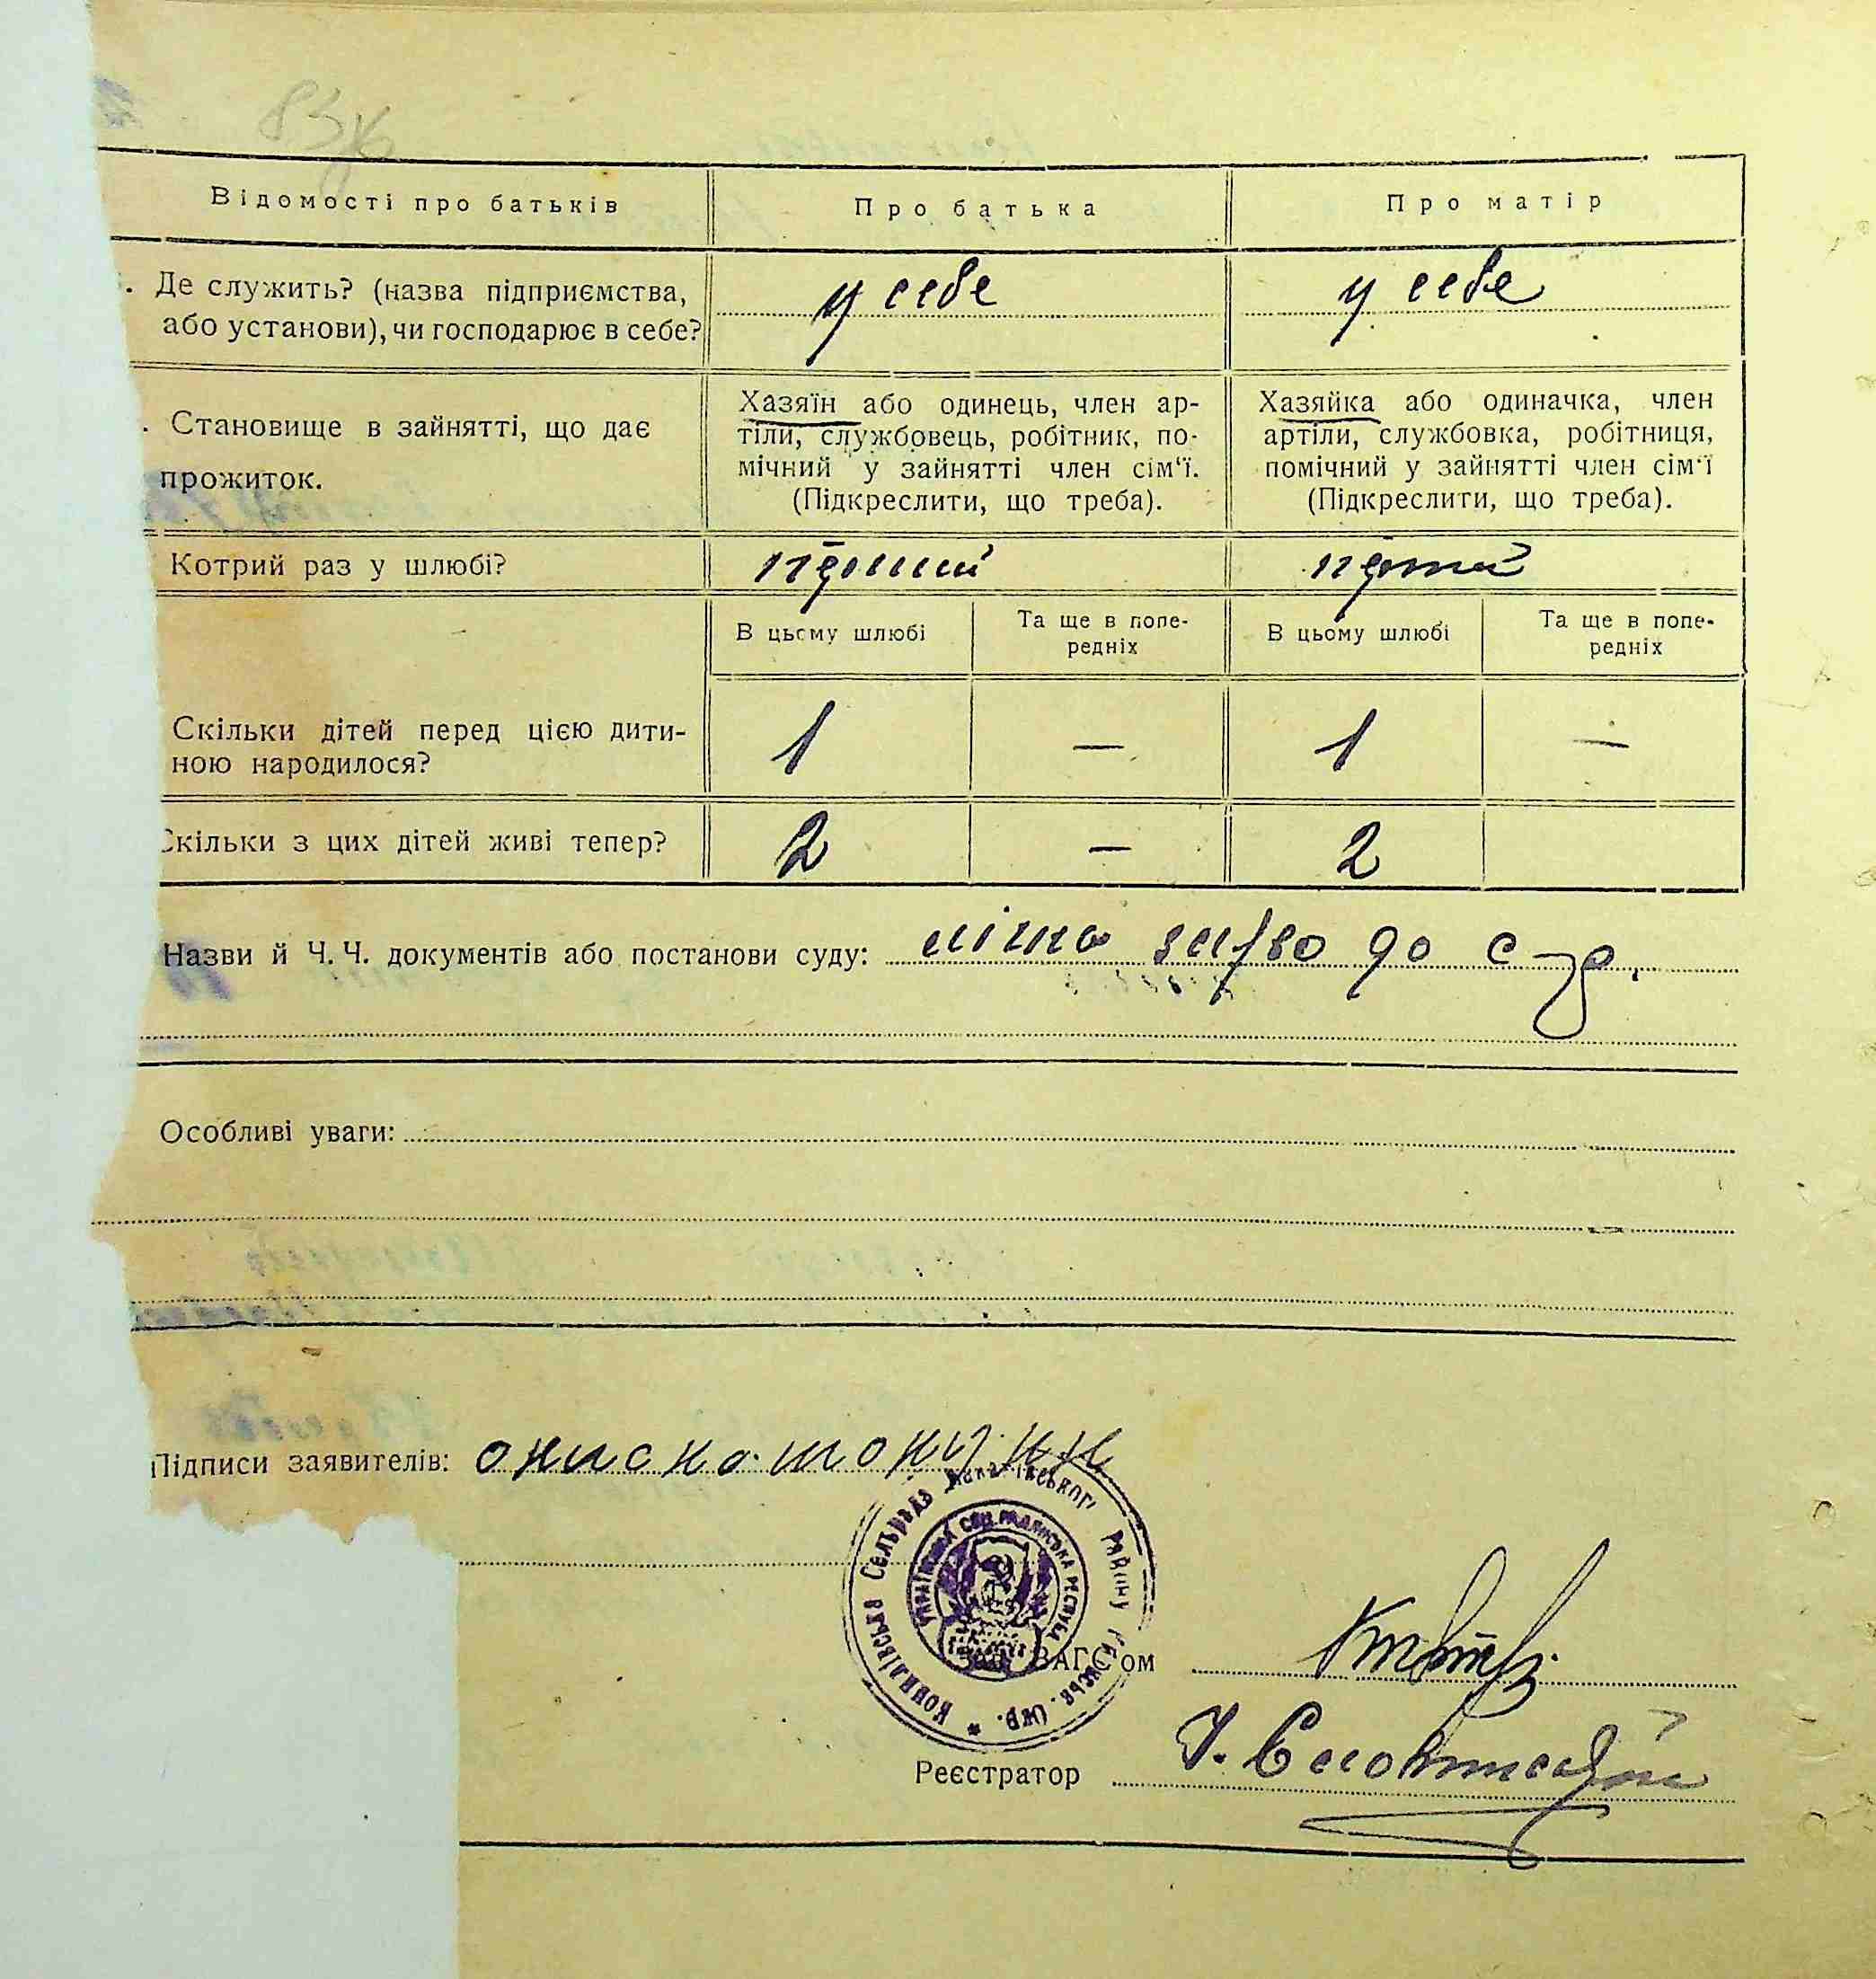 83
Відомості про батьків
Про батька
Про матір
Де служить? (назва підприємства,
або установи), чи господарює в себе?
у себе
у себе
Становище в зайнятті, що дає
прожиток.
Хазяїн або одинець, член ар-
тіли, службовець, робітник, по-
мічний у зайнятті член сім'ї.
(Підкреслити, що треба).
Хазяйка або одиначка, член
артіли, службовка, робітниця,
помічний у зайнятті член сім'ї
(Підкреслити, що треба).
Котрий раз у шлюбі?
перший
В цьому шлюбі
Та ще в попе-
редніх
В цьому шлюбі
Та ще в попе-
редніх
Скільки дітей перед цією дити-
ною народилося?
1
—
1
—
Скільки з цих дітей живі тепер?
2
—
2
Назви й Ч. Ч. документів або постанови суду:
до
Особливі уваги:
Підписи заявителів:
ониско
Зав. ВАГС'ом
Реєстратор